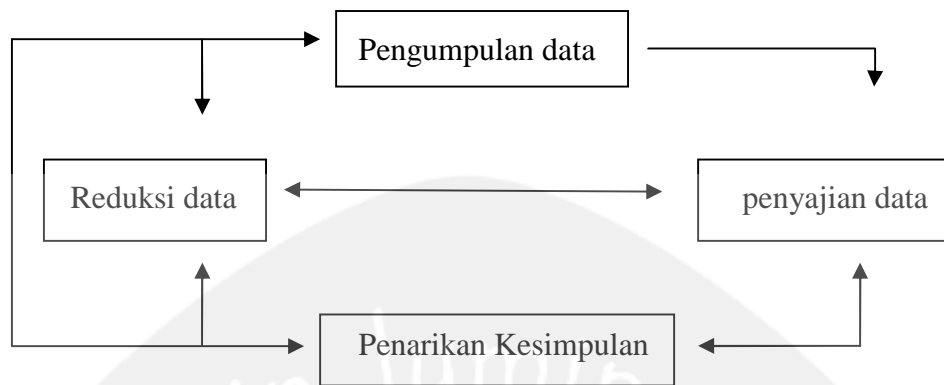 Pengumpulan data
Reduksi data
penyajian data
Penarikan Kesimpulan